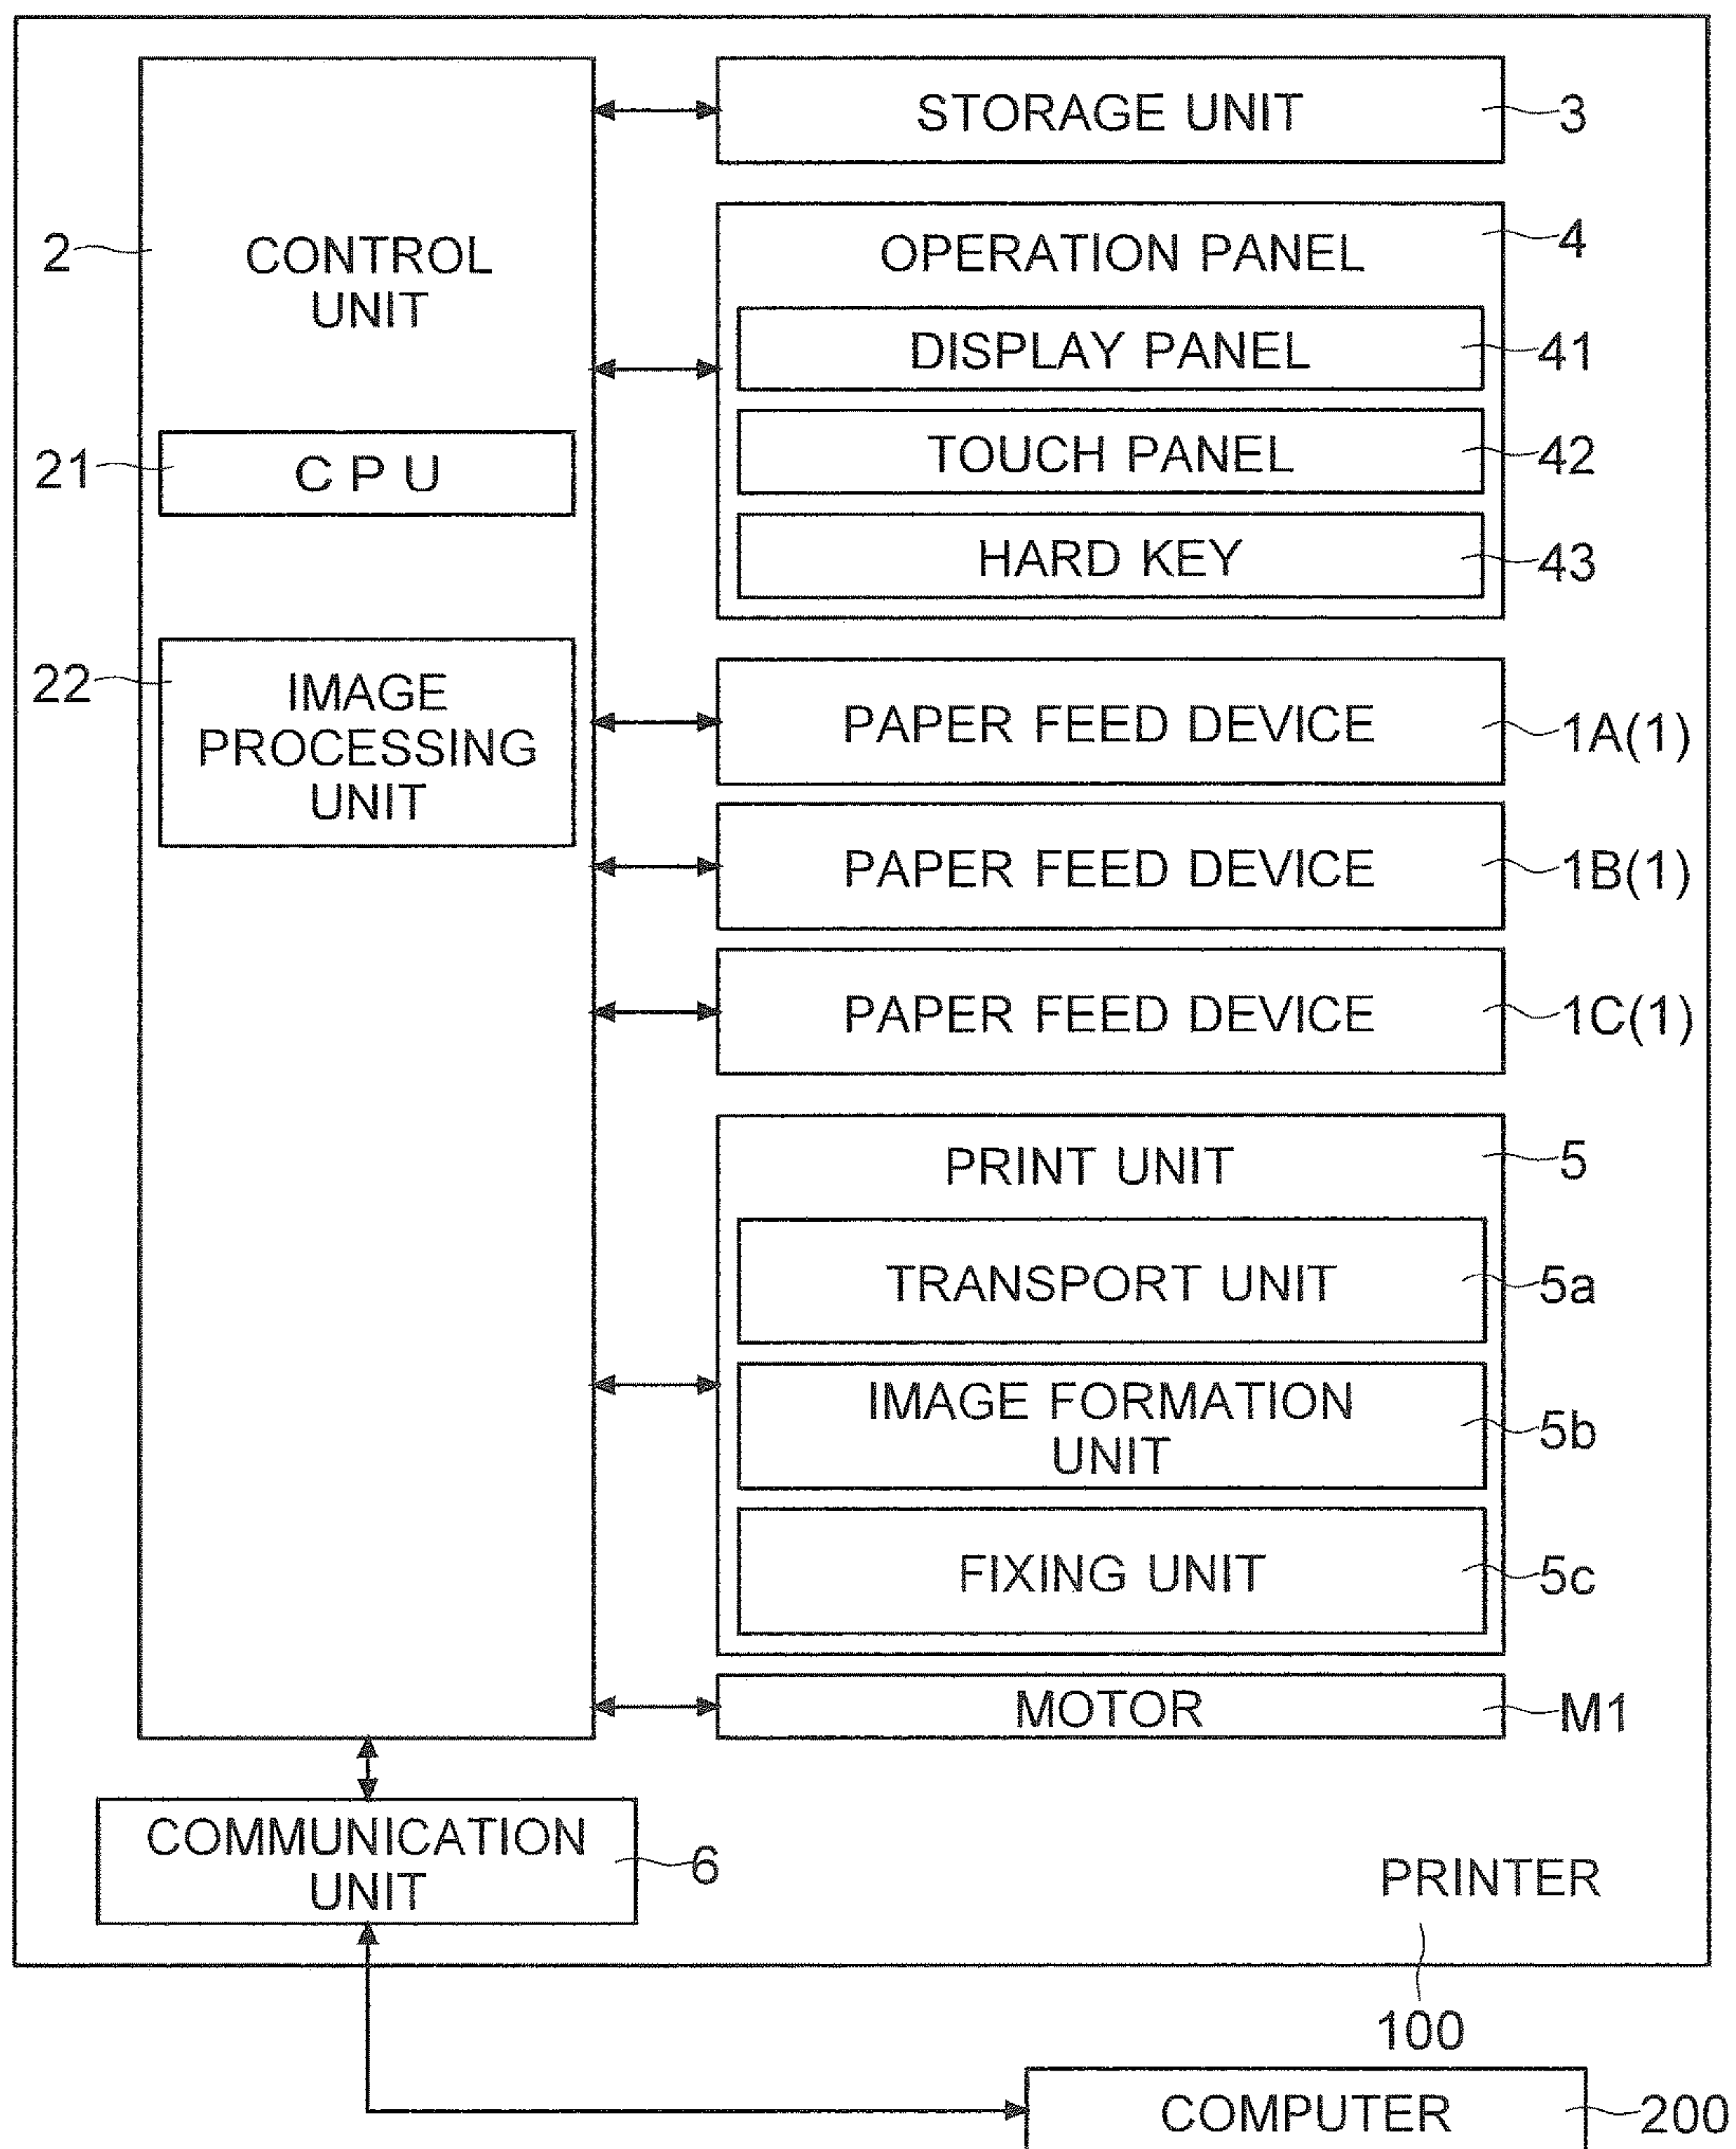 2
CONTROL
UNIT
21
C P U
22
IMAGE
PROCESSING
UNIT
STORAGE UNIT
3
OPERATION PANEL
4
DISPLAY PANEL
41
TOUCH PANEL
42
HARD KEY
43
PAPER FEED DEVICE
1A(1)
PAPER FEED DEVICE
1B(1)
PAPER FEED DEVICE
1C(1)
PRINT UNIT
5
TRANSPORT UNIT
5a
IMAGE FORMATION
UNIT
5b
FIXING UNIT
5c
MOTOR
M1
COMMUNICATION
UNIT
6
PRINTER
100
COMPUTER
200